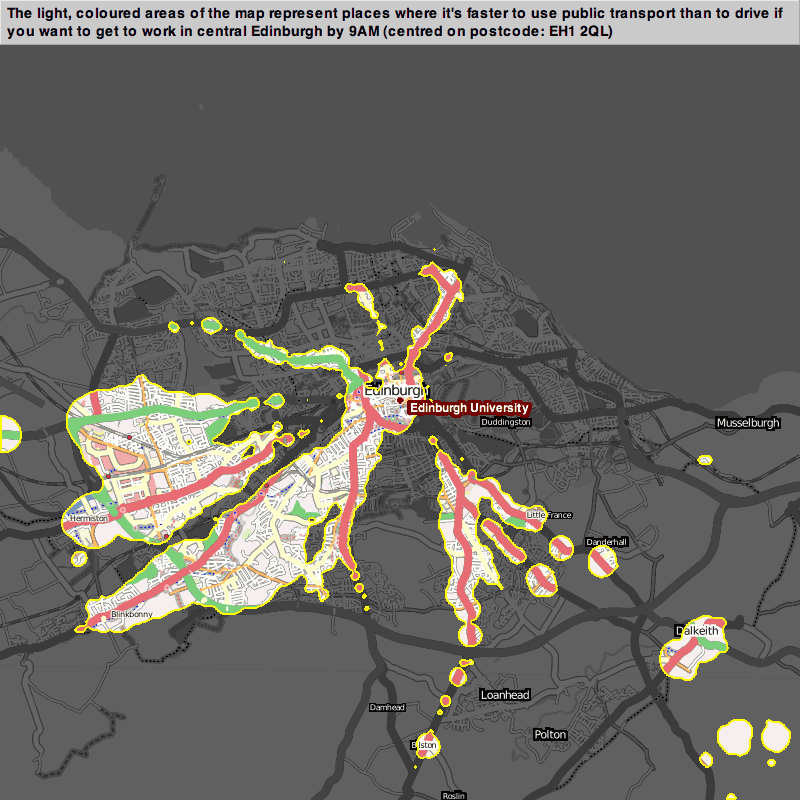 The light, coloured areas of the map represent places where it's faster to use public transport than to drive if
you want to get to work in central Edinburgh by 9AM (centred on postcode: EH1 2QL)
Edinburgh
Edinburgh University
Duddingston
Musselburgh
Hermiston
Little France
Danderhall
Blinkbonny
Dalkeith
Loanhead
Damhead
Polton
Bilston
Roslin